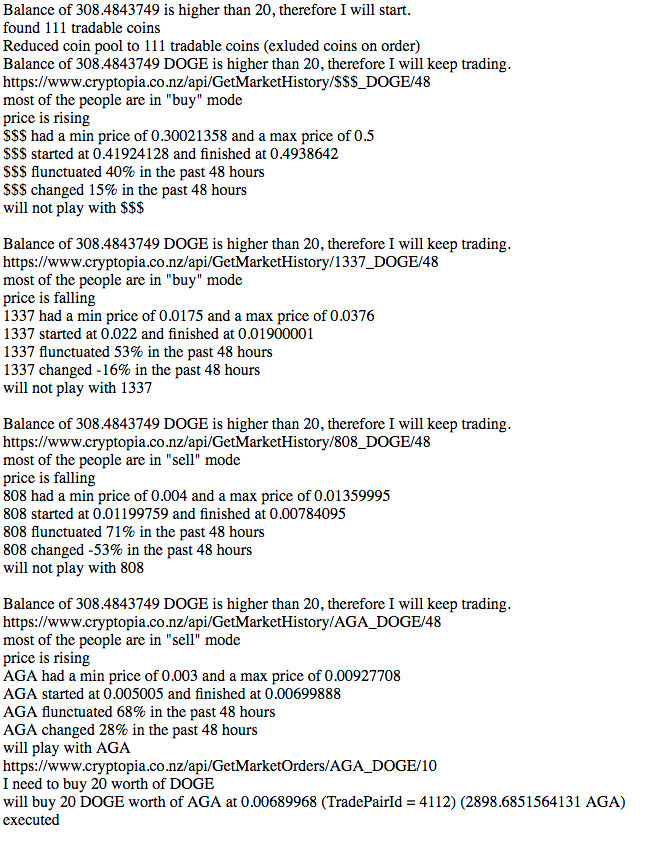 Balance of 308.4843749 is higher than 20, therefore I will start.
found 111 tradable coins
Reduced coin pool to 111 tradable coins (exluded coins on order)
Balance of 308.4843749 DOGE is higher than 20, therefore I will keep trading.
https://www.cryptopia.co.nz/api/GetMarketHistory/$$$_DOGE/48
most of the people are in "buy" mode
price is rising
$$$ had a min price of 0.30021358 and a max price of 0.5
$$$ started at 0.41924128 and finished at 0.4938642
$$$ flunctuated 40% in the past 48 hours
$$$ changed 15% in the past 48 hours
will not play with $$$

Balance of 308.4843749 DOGE is higher than 20, therefore I will keep trading.
https://www.cryptopia.co.nz/api/GetMarketHistory/1337_DOGE/48
most of the people are in "buy" mode
price is falling
1337 had a min price of 0.0175 and a max price of 0.0376
1337 started at 0.022 and finished at 0.01900001
1337 flunctuated 53% in the past 48 hours
1337 changed -16% in the past 48 hours
will not play with 1337

Balance of 308.4843749 DOGE is higher than 20, therefore I will keep trading.
https://www.cryptopia.co.nz/api/GetMarketHistory/808_DOGE/48
most of the people are in "sell" mode
price is falling
808 had a min price of 0.004 and a max price of 0.01359995
808 started at 0.01199759 and finished at 0.00784095
808 flunctuated 71% in the past 48 hours
808 changed -53% in the past 48 hours
will not play with 808

Balance of 308.4843749 DOGE is higher than 20, therefore I will keep trading.
https://www.cryptopia.co.nz/api/GetMarketHistory/AGA_DOGE/48
most of the people are in "sell" mode
price is rising
AGA had a min price of 0.003 and a max price of 0.00927708
AGA started at 0.005005 and finished at 0.00699888
AGA flunctuated 68% in the past 48 hours
AGA changed 28% in the past 48 hours
will play with AGA
https://www.cryptopia.co.nz/api/GetMarketOrders/AGA_DOGE/10
I need to buy 20 worth of DOGE
will buy 20 DOGE worth of AGA at 0.00689968 (TradePairId = 4112) (2898.6851564131 AGA)
executed